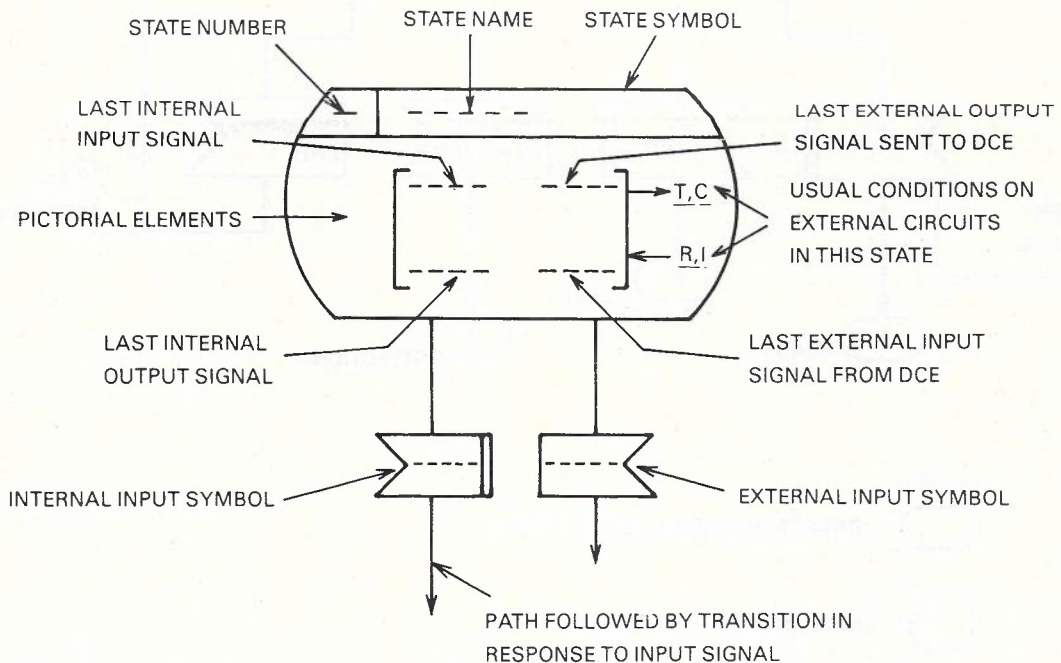 STATE NUMBER
STATE NAME
STATE SYMBOL
LAST INTERNAL
INPUT SIGNAL
LAST EXTERNAL OUTPUT
SIGNAL SENT TO DCE
PICTORIAL ELEMENTS
T,C
R,I
USUAL CONDITIONS ON
EXTERNAL CIRCUITS
IN THIS STATE
LAST INTERNAL
OUTPUT SIGNAL
LAST EXTERNAL INPUT
SIGNAL FROM DCE
INTERNAL INPUT SYMBOL
EXTERNAL INPUT SYMBOL
PATH FOLLOWED BY TRANSITION IN
RESPONSE TO INPUT SIGNAL